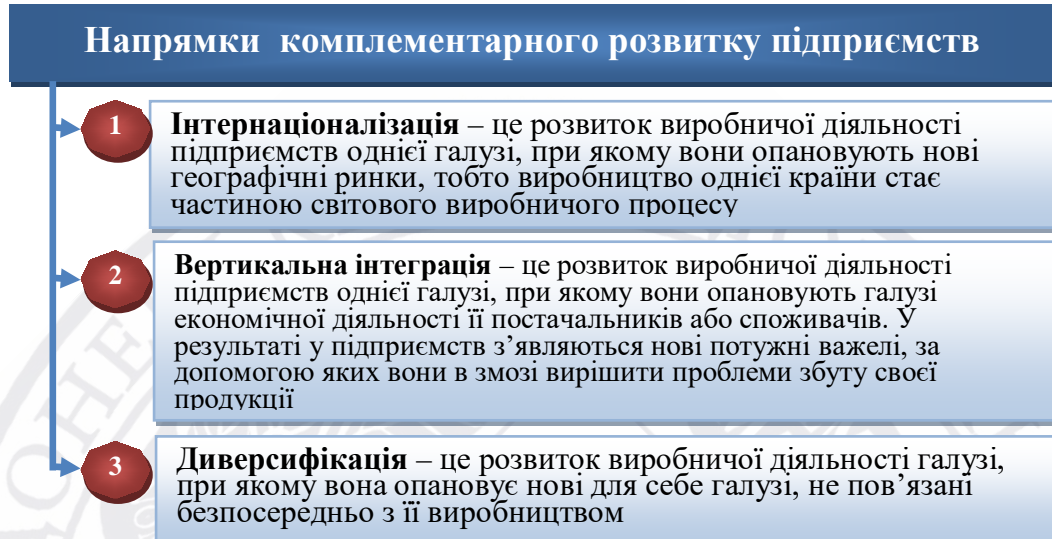 Напрямки комплементарного розвитку підприємств
1
Інтернаціоналізація – це розвиток виробничої діяльності
підприємств однієї галузі, при якому вони опановують нові
географічні ринки, тобто виробництво однієї країни стає
частиною світового виробничого процесу
2
Вертикальна інтеграція – це розвиток виробничої діяльності
підприємств однієї галузі, при якому вони опановують галузі
економічної діяльності її постачальників або споживачів. У
результаті у підприємств з’являються нові потужні важелі, за
допомогою яких вони в змозі вирішити проблеми збуту своєї
продукції
3
Диверсифікація – це розвиток виробничої діяльності галузі,
при якому вона опановує нові для себе галузі, не пов’язані
безпосередньо з її виробництвом